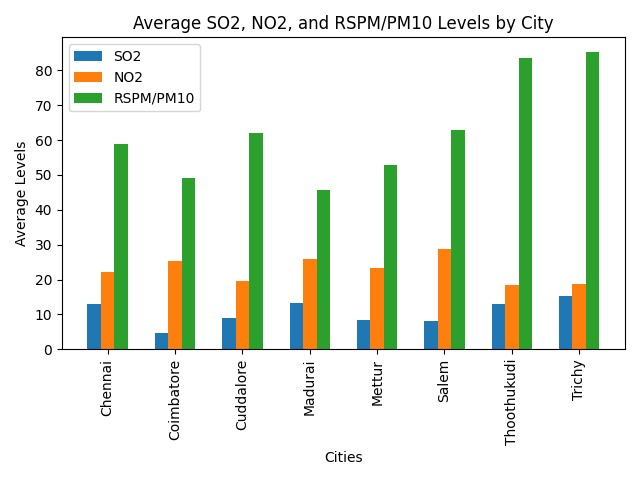 Average SO2, NO2, and RSPM/PM10 Levels by City
SO2
NO2
RSPM/PM10
Average Levels
80
70
60
50
40
30
20
10
0
Chennai
Coimbatore
Cuddalore
Madurai
Mettur
Salem
Thoothukudi
Trichy
Cities